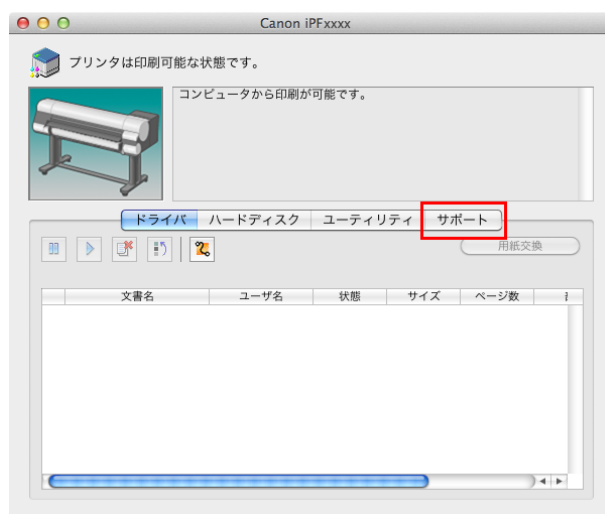 Canon iPFxxxx
プリンタは印刷可能な状態です。
コンピュータから印刷が可能です。
ドライバ ハードディスク ユーティリティ サポート
用紙交換
文書名 ユーザ名 状態 サイズ ページ数